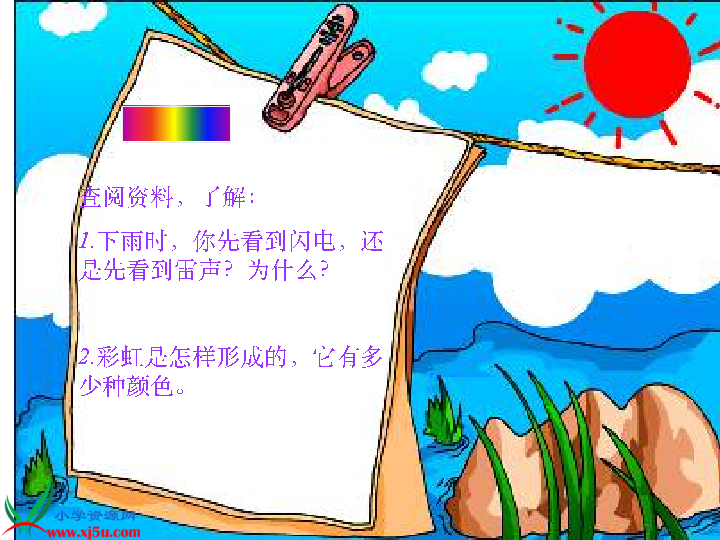 查阅资料，了解：
1.下雨时，你先看到闪电，还
是先看到雷声？为什么？
2.彩虹是怎样形成的，它有多
少种颜色。
小学资源网
www.xj5u.com